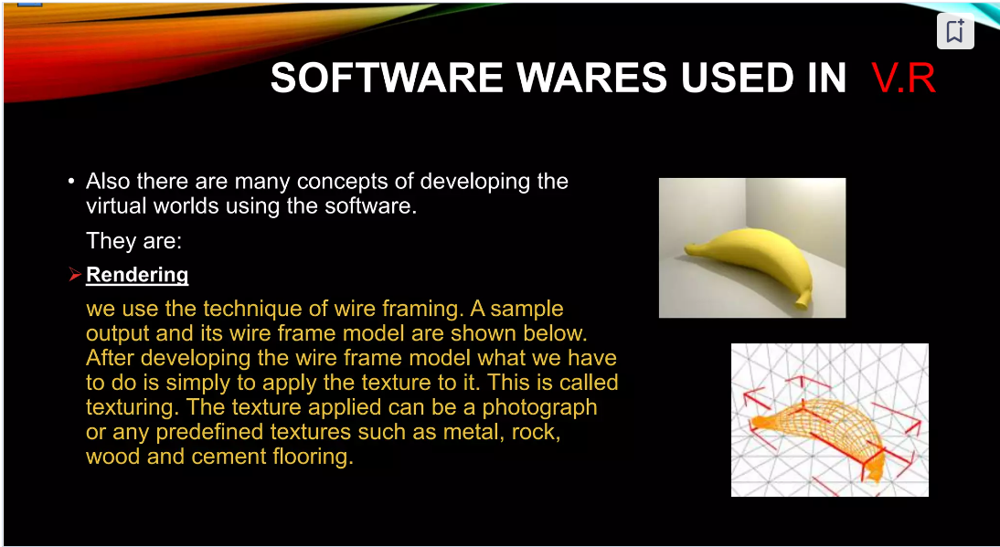 SOFTWARE WARES USED IN V.R
• Also there are many concepts of developing the
virtual worlds using the software.
They are:
➢ Rendering
we use the technique of wire framing. A sample
output and its wire frame model are shown below.
After developing the wire frame model what we have
to do is simply to apply the texture to it. This is called
texturing. The texture applied can be a photograph
or any predefined textures such as metal, rock,
wood and cement flooring.